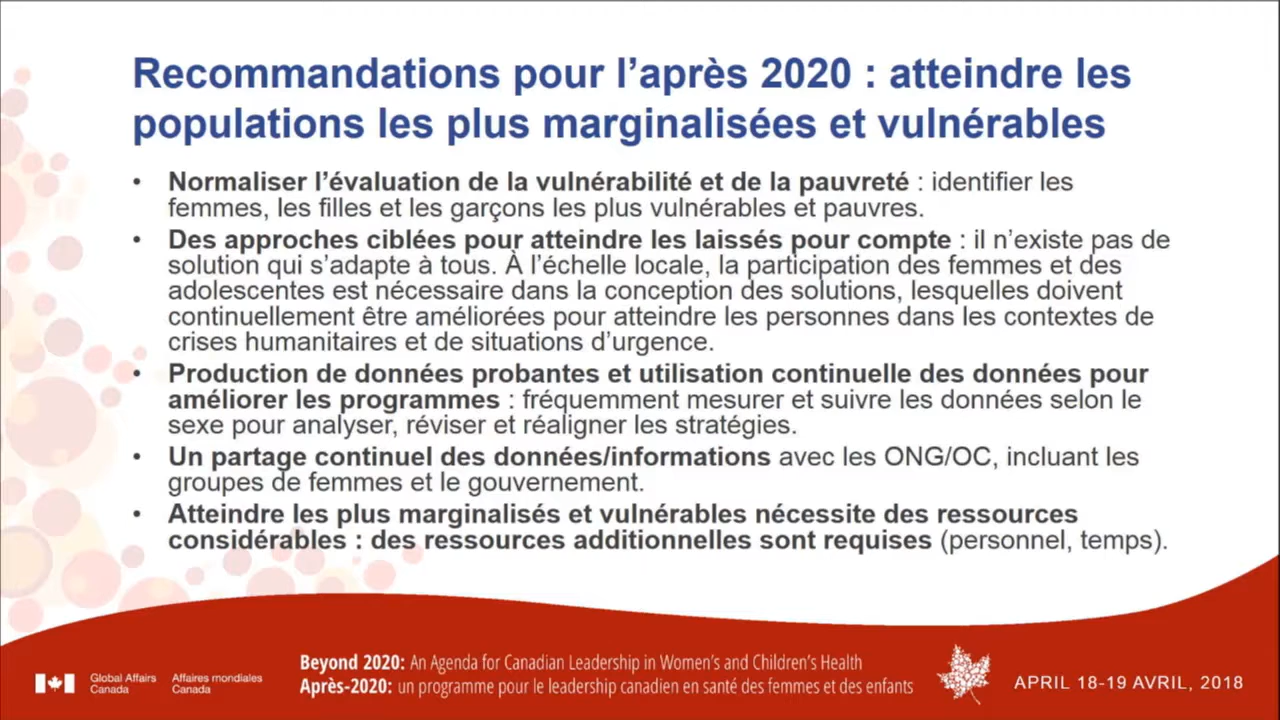 Recommandations pour l’après 2020 : atteindre les
populations les plus marginalisées et vulnérables
• Normaliser l’évaluation de la vulnérabilité et de la pauvreté : identifier les
femmes, les filles et les garçons les plus vulnérables et pauvres.
• Des approches ciblées pour atteindre les laissés pour compte : il n’existe pas de
solution qui s’adapte à tous. À l’échelle locale, la participation des femmes et des
adolescentes est nécessaire dans la conception des solutions, lesquelles doivent
continuellement être améliorées pour atteindre les personnes dans les contextes de
crises humanitaires et de situations d’urgence.
• Production de données probantes et utilisation continuelle des données pour
améliorer les programmes : fréquemment mesurer et suivre les données selon le
sexe pour analyser, réviser et réaligner les stratégies.
• Un partage continuel des données/informations avec les ONG/OC, incluant les
groupes de femmes et le gouvernement.
• Atteindre les plus marginalisés et vulnérables nécessite des ressources
considérables : des ressources additionnelles sont requises (personnel, temps).
Global Affairs
Canada
Affaires mondiales
Canada
Beyond 2020: An Agenda for Canadian Leadership in Women’s and Children’s Health
Après-2020: un programme pour le leadership canadien en santé des femmes et des enfants
APRIL 18-19 AVRIL, 2018